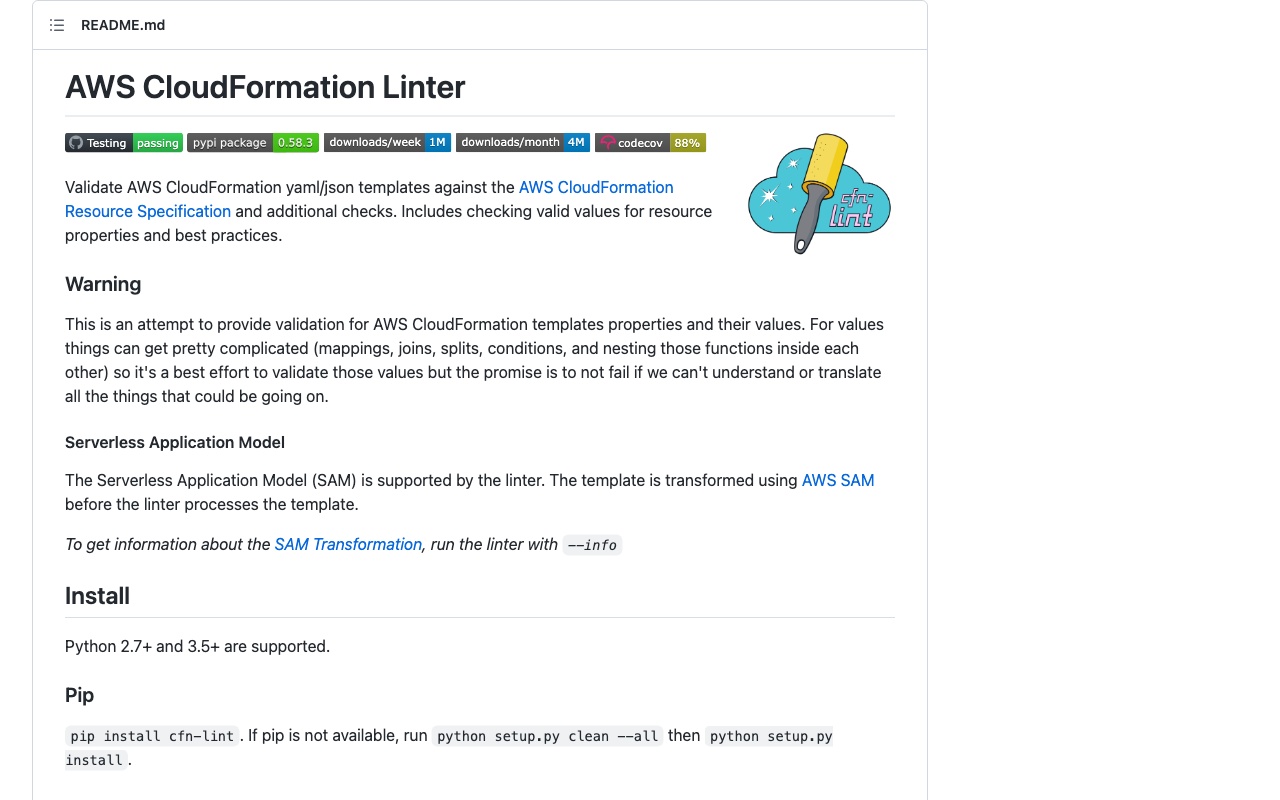 README.md
AWS CloudFormation Linter
Testing passing pypi package 0.58.3 downloads/week 1M downloads/month 4M codecov 88%
cfn-
lint
Validate AWS CloudFormation yaml/json templates against the AWS CloudFormation
Resource Specification and additional checks. Includes checking valid values for resource
properties and best practices.
Warning
This is an attempt to provide validation for AWS CloudFormation templates properties and their values. For values
things can get pretty complicated (mappings, joins, splits, conditions, and nesting those functions inside each
other) so it's a best effort to validate those values but the promise is to not fail if we can't understand or translate
all the things that could be going on.
Serverless Application Model
The Serverless Application Model (SAM) is supported by the linter. The template is transformed using AWS SAM
before the linter processes the template.
To get information about the SAM Transformation, run the linter with --info
Install
Python 2.7+ and 3.5+ are supported.
Pip
pip install cfn-lint. If pip is not available, run python setup.py clean --all then python setup.py
install.